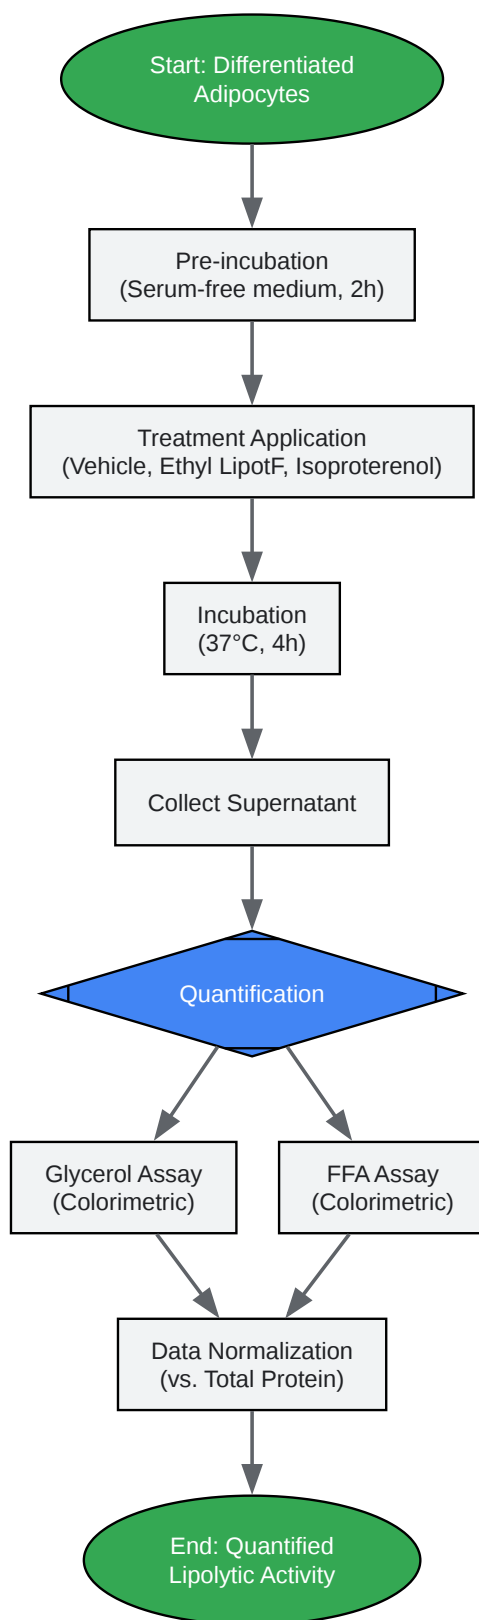 Start: Differentiated
Adipocytes
Pre-incubation
(Serum-free medium, 2h)
Treatment Application
(Vehicle, Ethyl LipotF, Isoproterenol)
Incubation
(37°C, 4h)
Collect Supernatant
Quantification
Glycerol Assay
(Colorimetric)
FFA Assay
(Colorimetric)
Data Normalization
(vs. Total Protein)
End: Quantified
Lipolytic Activity